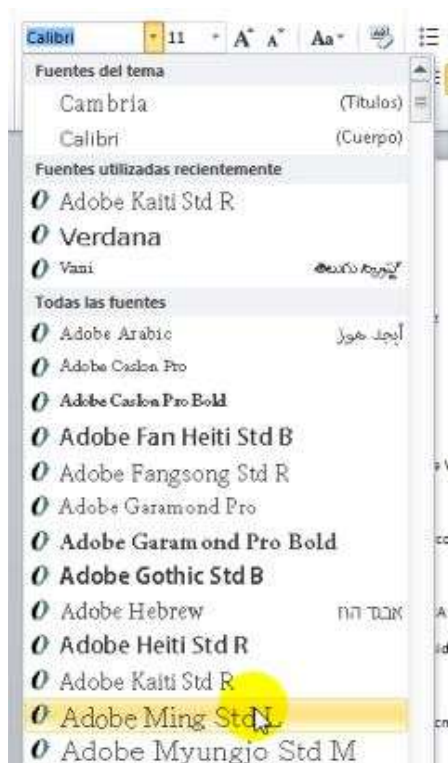 Calibri 11 A A Aa
Fuentes del tema
Cambria (Títulos)
Calibri (Cuerpo)
Fuentes utilizadas recientemente
Adobe Kaiti Std R
Verdana
Vani
Todas las fuentes
Adobe Arabic أبجد هوز
Adobe Caslon Pro
Adobe Caslon Pro Bold
Adobe Fan Heiti Std B
Adobe Fangsong Std R
Adobe Garamond Pro
Adobe Garamond Pro Bold
Adobe Gothic Std B
Adobe Hebrew אבגד הוז
Adobe Heiti Std R
Adobe Kaiti Std R
Adobe Ming Std L
Adobe Myungjo Std M